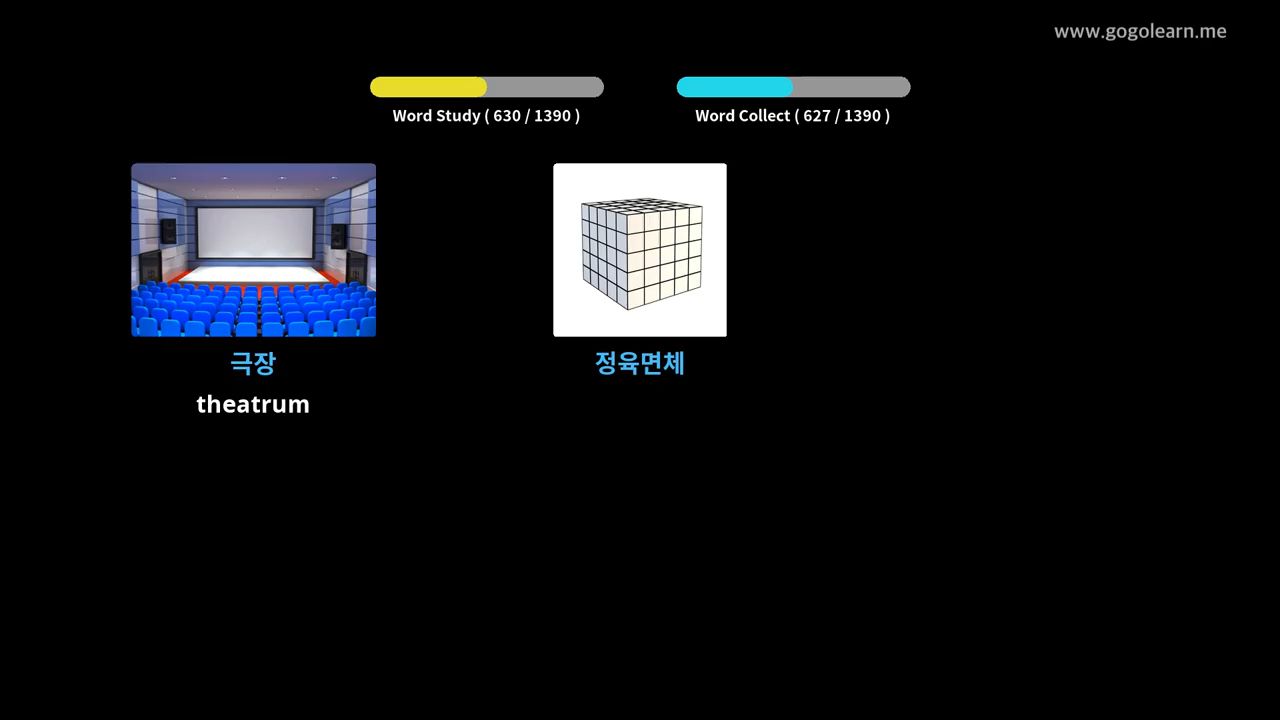 www.gogolearn.me
Word Study ( 630 / 1390 )
Word Collect ( 627 / 1390 )
극장
정육면체
theatrum